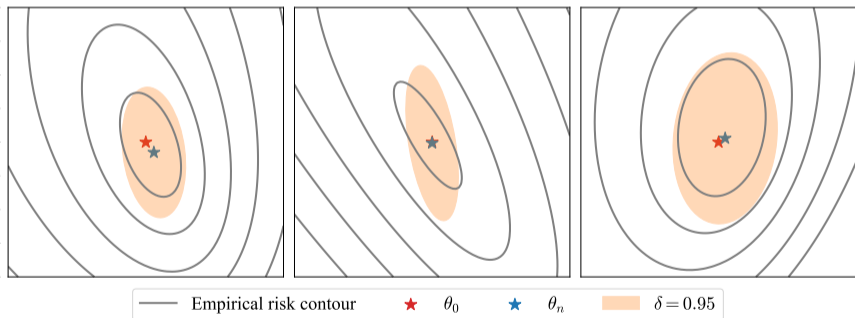 Empirical risk contour θ₀ θₙ δ = 0.95